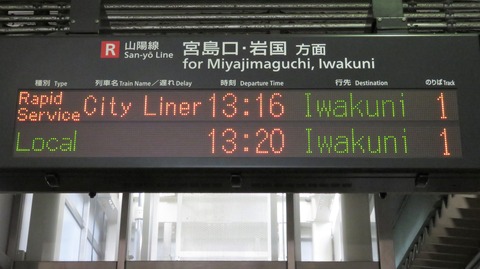 R 山陽線 San-yō Line
宮島口・岩国 方面
for Miyajimaguchi, Iwakuni
種別 Type 列車名 Train Name／遅れ Delay 時刻 Departure Time 行先 Destination のりば Track
Rapid Service City Liner 13:16 Iwakuni 1
Local 13:20 Iwakuni 1